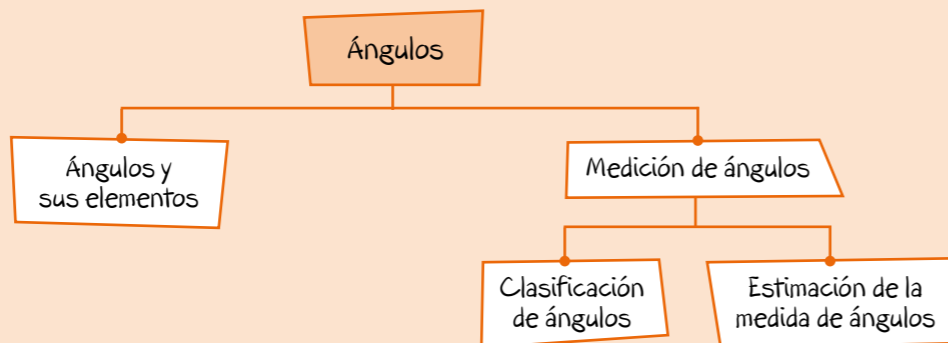 Ángulos
Ángulos y
sus elementos
Medición de ángulos
Clasificación
de ángulos
Estimación de la
medida de ángulos